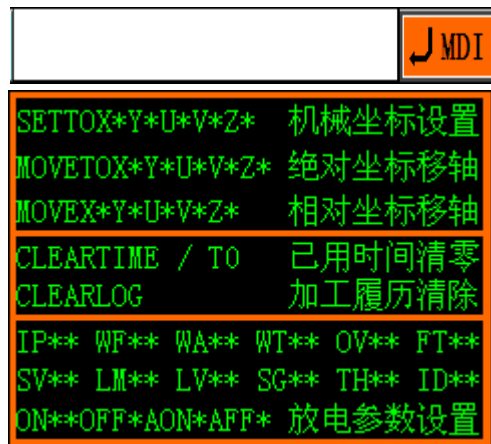 MDI
SETTOX*Y*U*V*Z* 机械坐标设置
MOVETOX*Y*U*V*Z* 绝对坐标移轴
MOVEX*Y*U*V*Z* 相对坐标移轴
CLEARTIME / T0 已用时间清零
CLEARLOG 加工履历清除
IP** WF** WA** WT** OV** FT**
SV** LM** LV** SG** TH** ID**
ON**OFF*AON*AFF* 放电参数设置